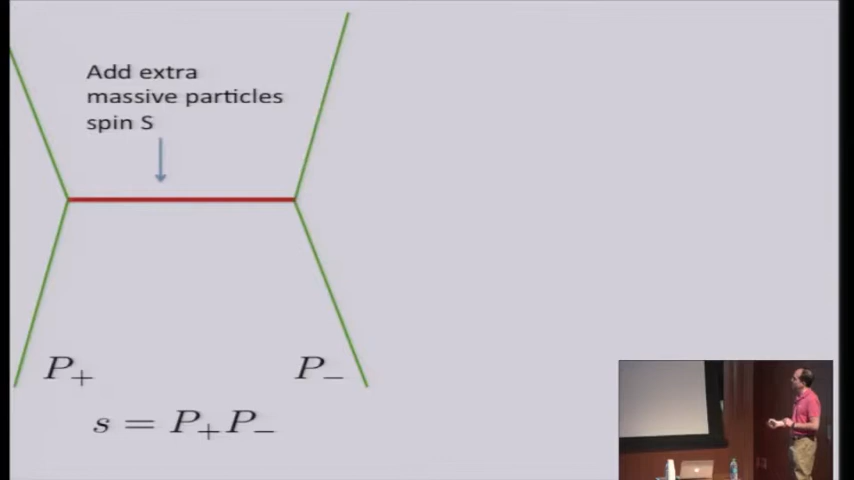 Add extra
massive particles
spin S
P₊ P₋
s = P₊P₋